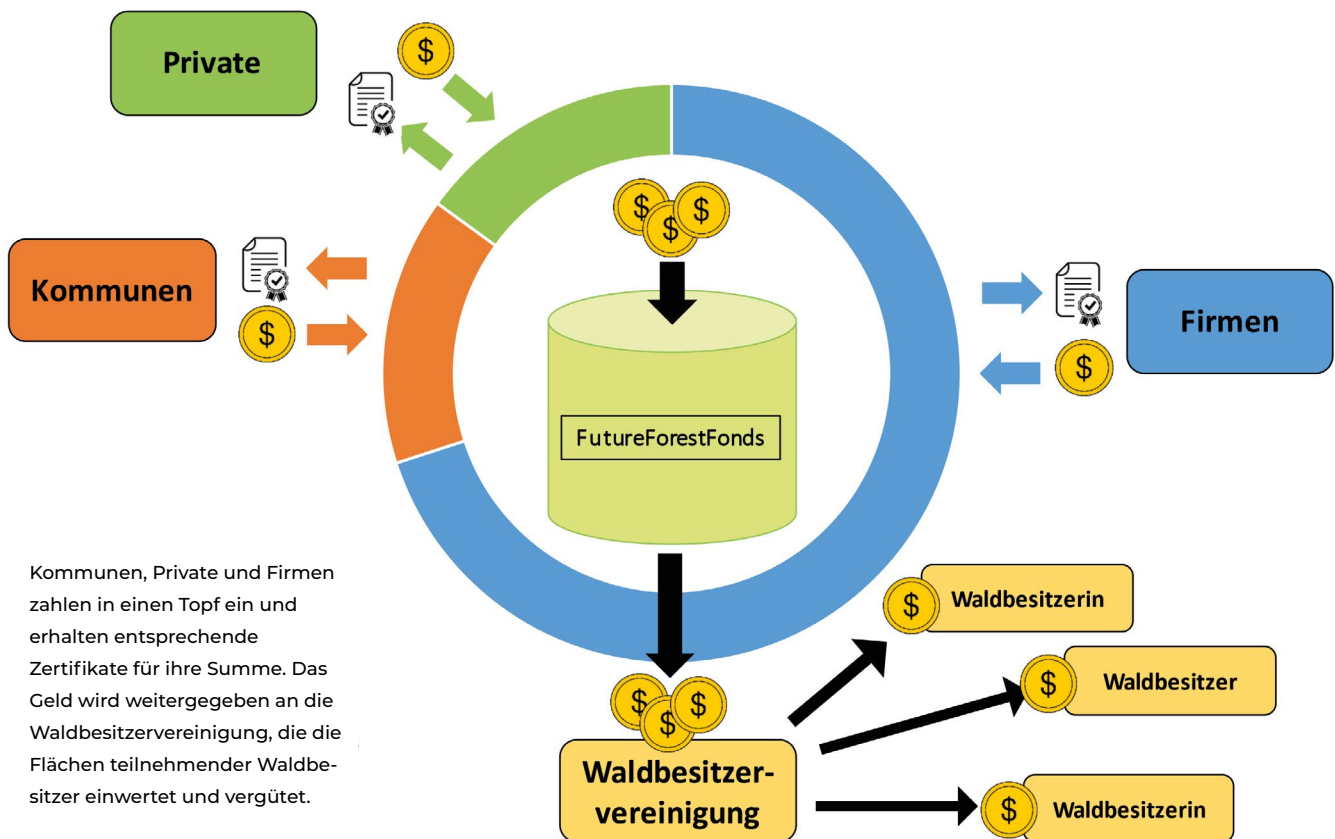 Private
$
Kommunen
$
$
$
$
Firmen
$
FutureForestFonds
Kommunen, Private und Firmen
zahlen in einen Topf ein und
erhalten entsprechende
Zertifikate für ihre Summe. Das
Geld wird weitergegeben an die
Waldbesitzervereinigung, die die
Flächen teilnehmender Waldbe-
sitzer einwertet und vergütet.
$
$
$
Waldbesitzer-
vereinigung
$ Waldbesitzerin
$ Waldbesitzer
$ Waldbesitzerin